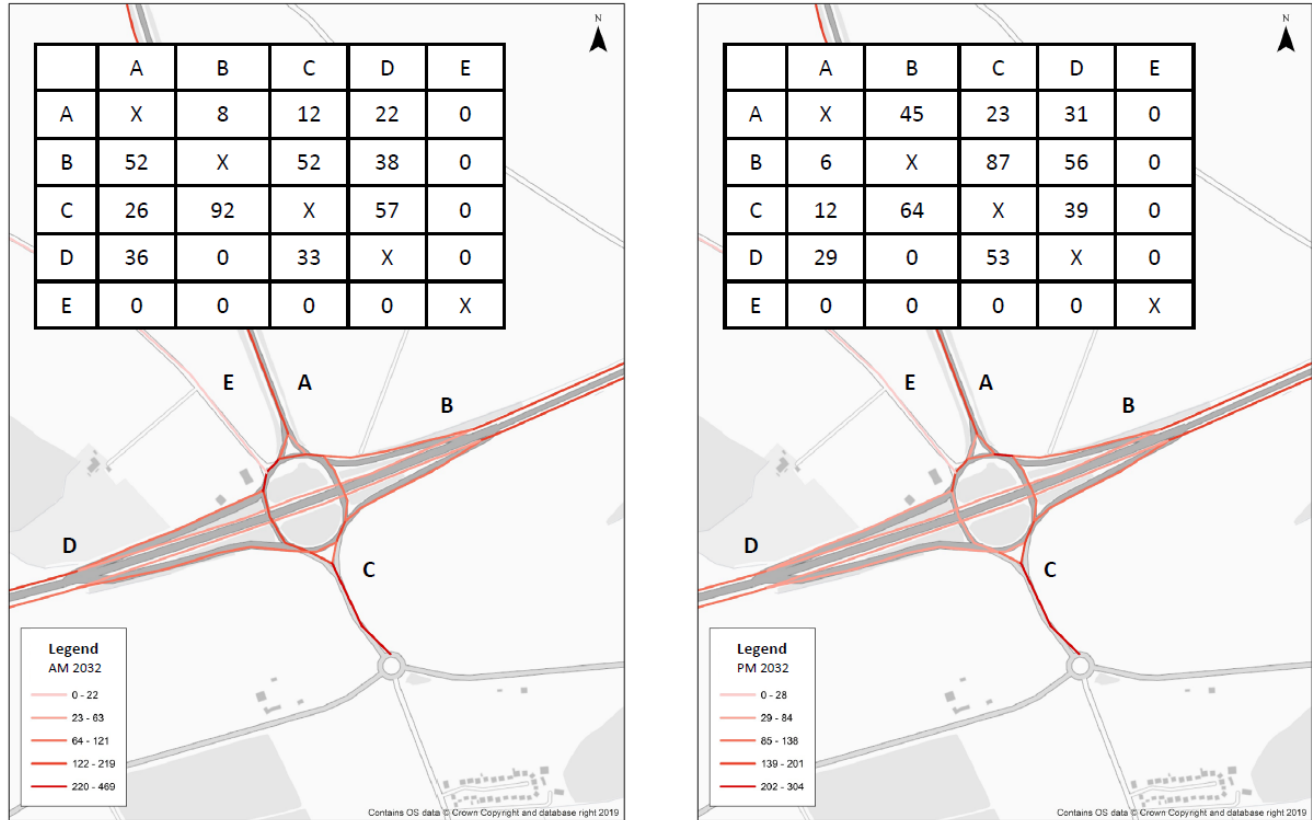 N
A B C D E
A X 8 12 22 0
B 52 X 52 38 0
C 26 92 X 57 0
D 36 0 33 X 0
E 0 0 0 0 X
E A B
D
C
Legend
AM 2032
0 - 22
23 - 63
64 - 121
122 - 219
220 - 469
Contains OS data © Crown Copyright and database right 2019
N
A B C D E
A X 45 23 31 0
B 6 X 87 56 0
C 12 64 X 39 0
D 29 0 53 X 0
E 0 0 0 0 X
E A B
D
C
Legend
PM 2032
0 - 28
29 - 84
85 - 138
139 - 201
202 - 304
Contains OS data © Crown Copyright and database right 2019